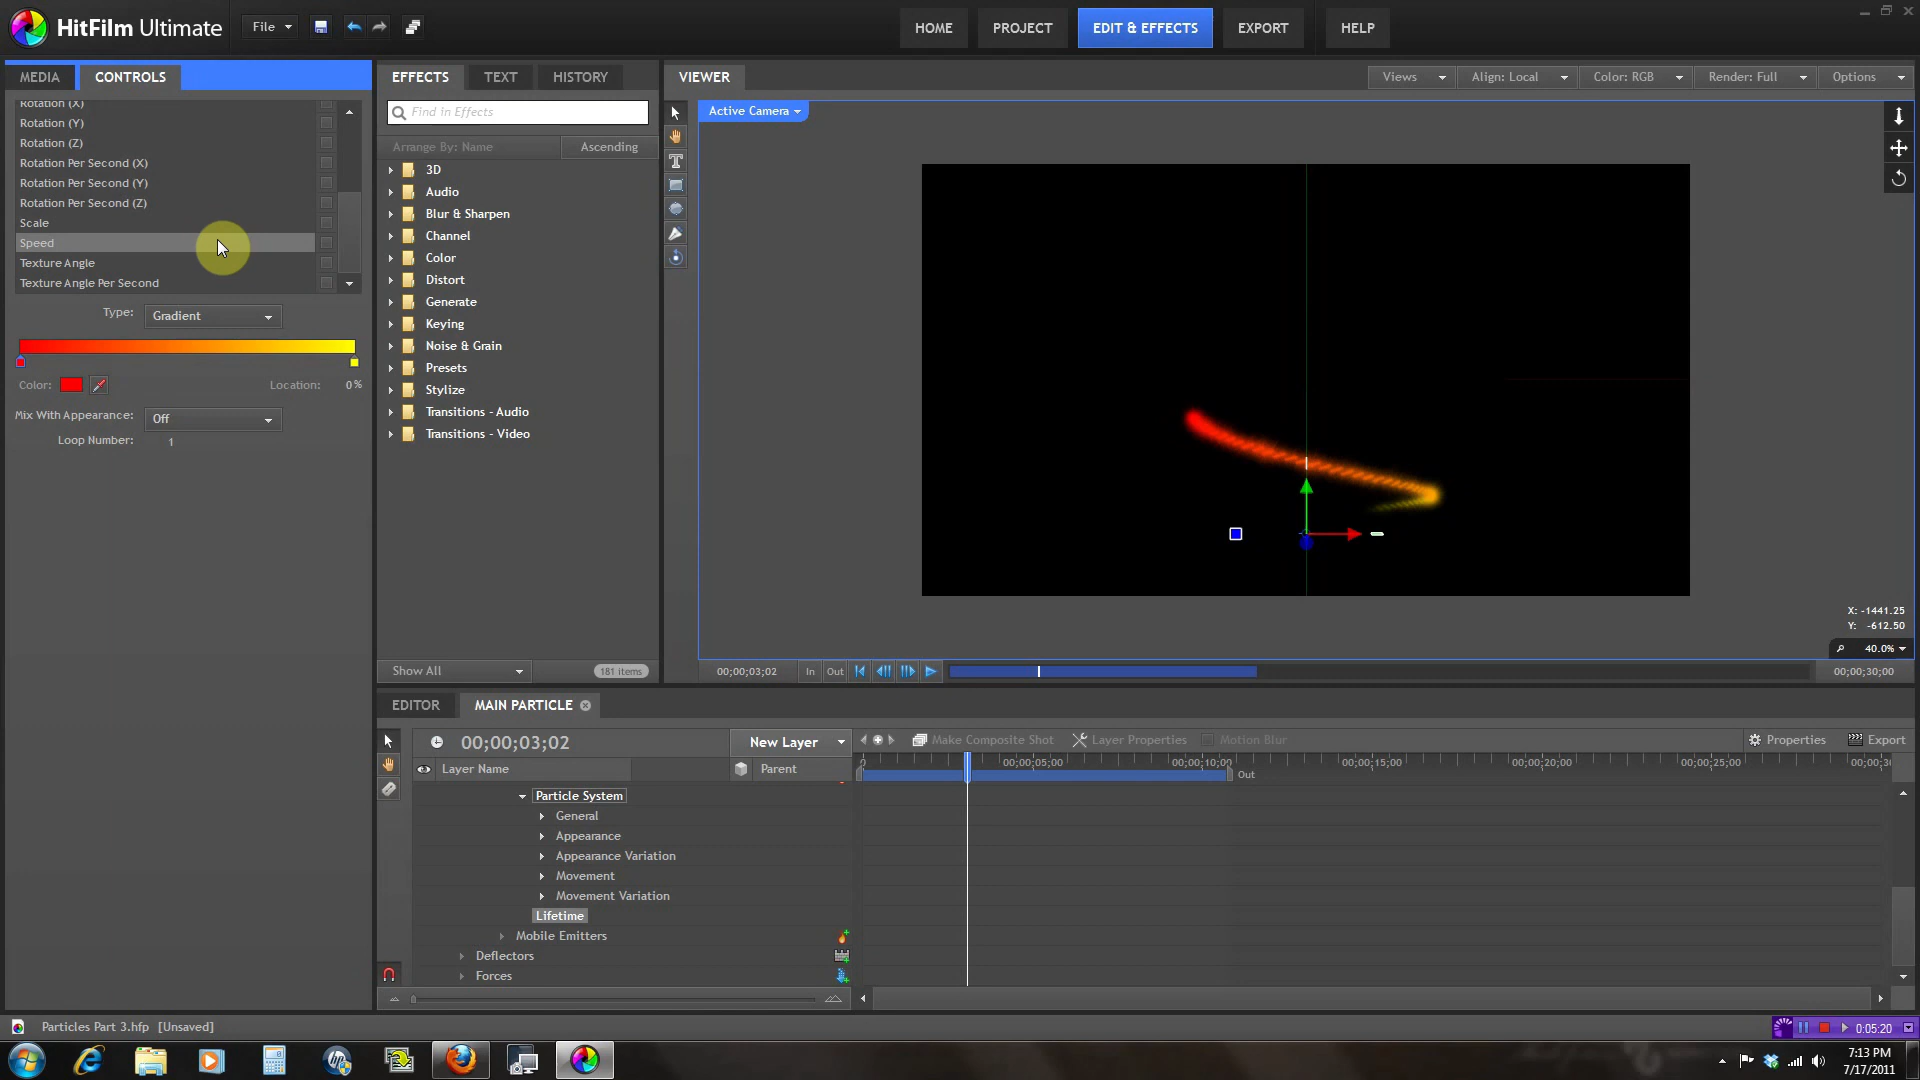 HitFilm Ultimate
File
HOME
PROJECT
EDIT & EFFECTS
EXPORT
HELP
MEDIA
CONTROLS
Rotation (X)
Rotation (Y)
Rotation (Z)
Rotation Per Second (X)
Rotation Per Second (Y)
Rotation Per Second (Z)
Scale
Speed
Texture Angle
Texture Angle Per Second
Type: Gradient
Color:
Location: 0 %
Mix With Appearance: Off
Loop Number: 1
EFFECTS
TEXT
HISTORY
Find in Effects
Arrange By: Name
Ascending
3D
Audio
Blur & Sharpen
Channel
Color
Distort
Generate
Keying
Noise & Grain
Presets
Stylize
Transitions - Audio
Transitions - Video
Show All
181 items
VIEWER
Views
Align: Local
Color: RGB
Render: Full
Options
Active Camera
X: -1441.25
Y: -612.50
40.0%
00;00;03;02
In
Out
00;00;30;00
EDITOR
MAIN PARTICLE
00;00;03;02
New Layer
Make Composite Shot
Layer Properties
Motion Blur
Properties
Export
Layer Name
Parent
0
00;00;05;00
00;00;10;00
00;00;15;00
00;00;20;00
00;00;25;00
Out
Particle System
General
Appearance
Appearance Variation
Movement
Movement Variation
Lifetime
Mobile Emitters
Deflectors
Forces
Particles Part 3.hfp [Unsaved]
0:05:20
7:13 PM
7/17/2011